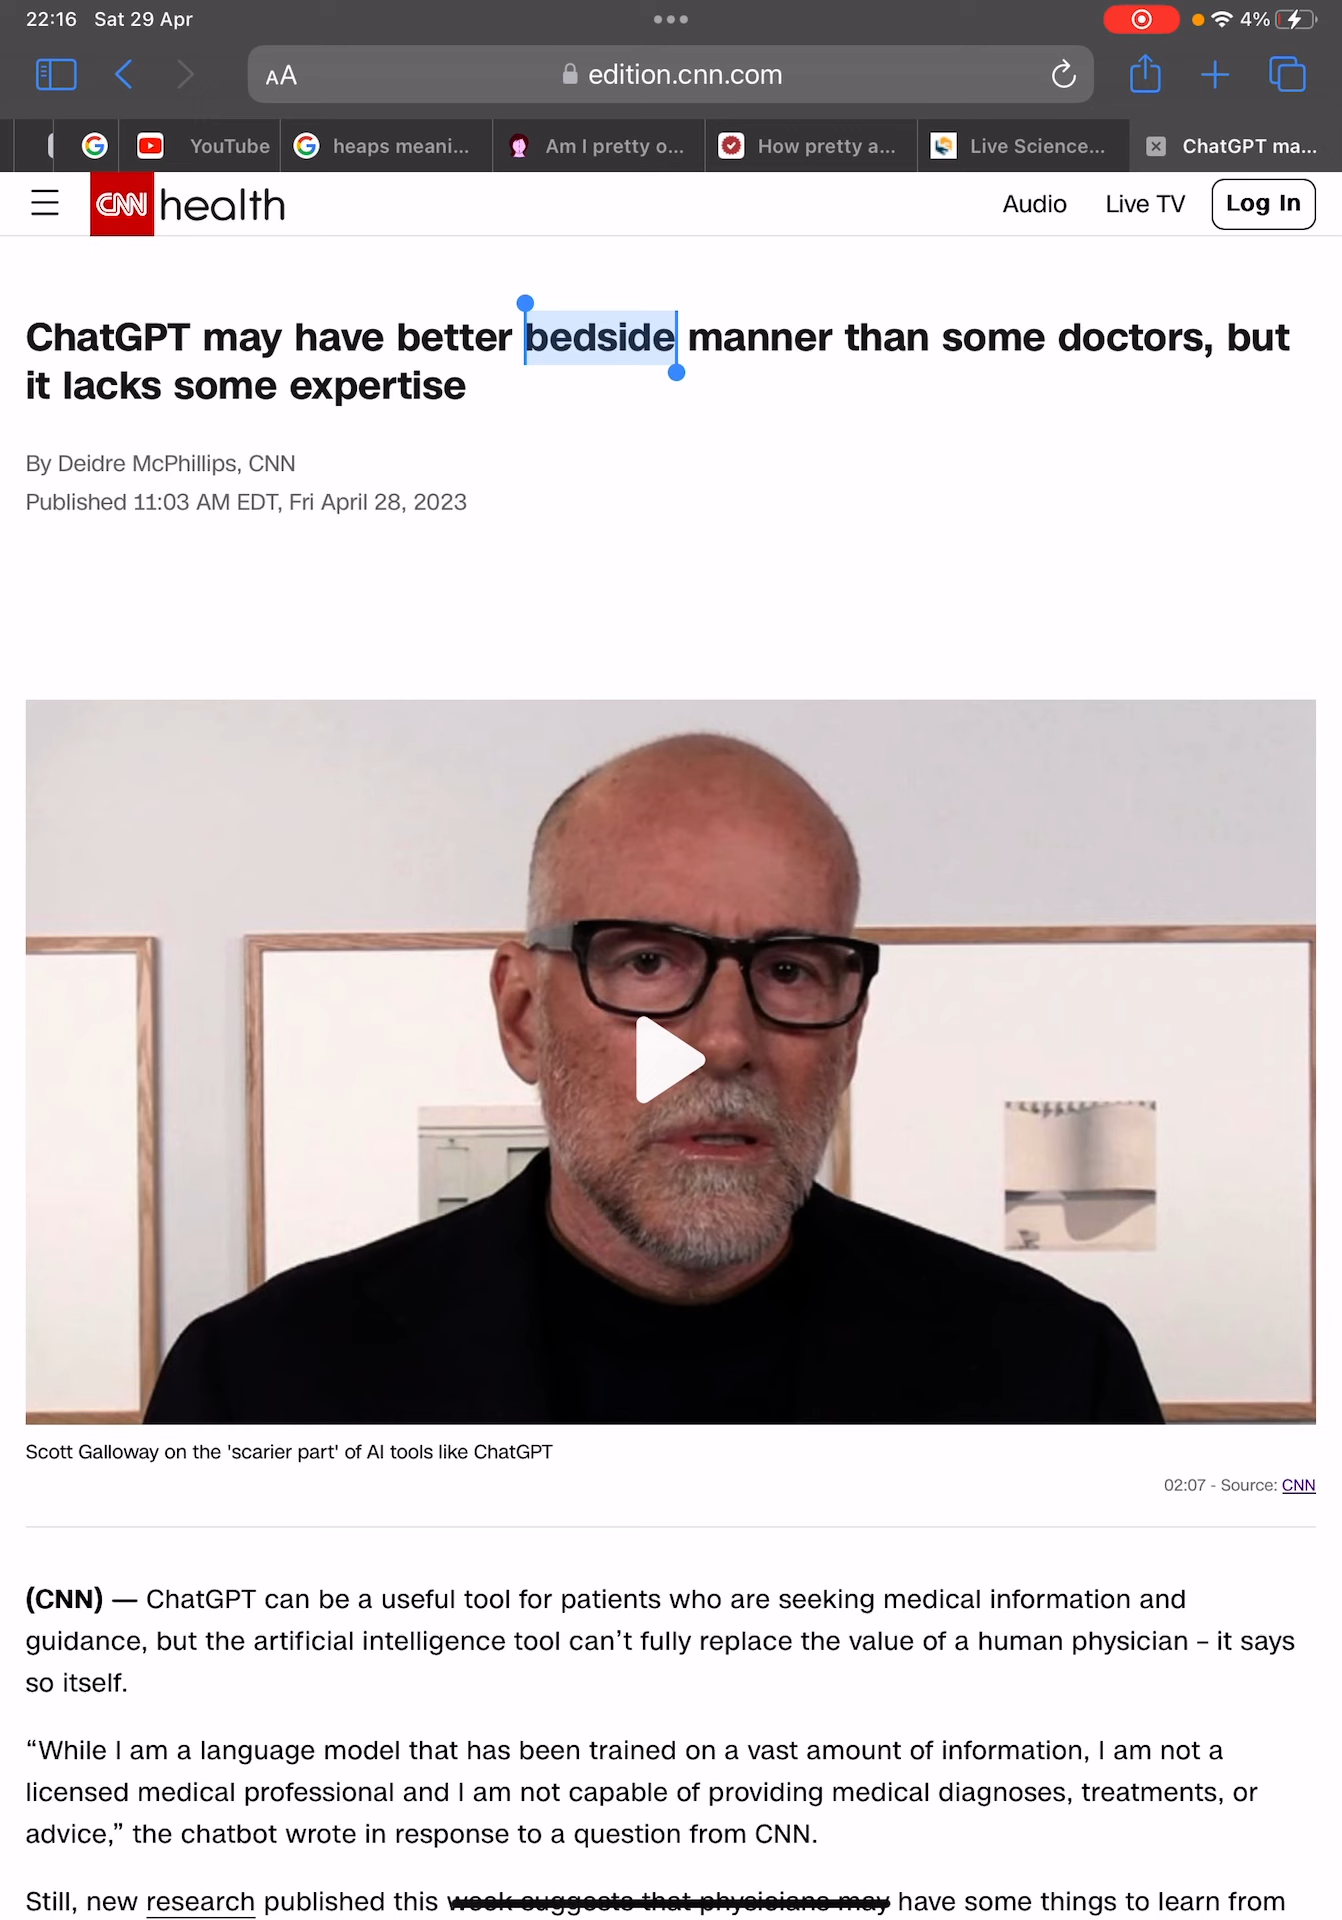 22:16 Sat 29 Apr
4%
AA
edition.cnn.com
YouTube
heaps meani...
Am I pretty o...
How pretty a...
Live Science...
ChatGPT ma...
CNN health
Audio
Live TV
Log In
ChatGPT may have better bedside manner than some doctors, but
it lacks some expertise
By Deidre McPhillips, CNN
Published 11:03 AM EDT, Fri April 28, 2023
Scott Galloway on the 'scarier part' of AI tools like ChatGPT
02:07 - Source: CNN
(CNN) — ChatGPT can be a useful tool for patients who are seeking medical information and
guidance, but the artificial intelligence tool can’t fully replace the value of a human physician – it says
so itself.
“While I am a language model that has been trained on a vast amount of information, I am not a
licensed medical professional and I am not capable of providing medical diagnoses, treatments, or
advice,” the chatbot wrote in response to a question from CNN.
Still, new research published this week suggests that physicians may have some things to learn from